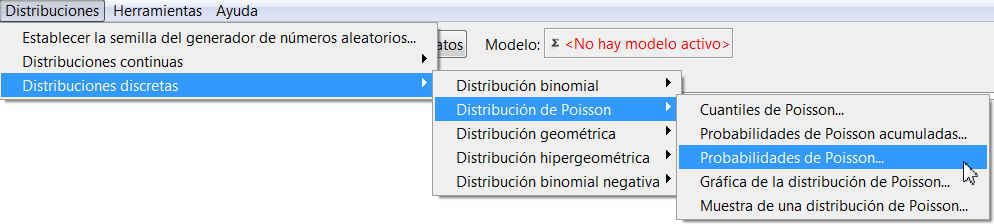 Distribuciones Herramientas Ayuda
Establecer la semilla del generador de números aleatorios...
Distribuciones continuas
Distribuciones discretas
atos Modelo: Σ <No hay modelo activo>
Distribución binomial
Distribución de Poisson
Distribución geométrica
Distribución hipergeométrica
Distribución binomial negativa
Cuantiles de Poisson...
Probabilidades de Poisson acumuladas...
Probabilidades de Poisson...
Gráfica de la distribución de Poisson...
Muestra de una distribución de Poisson...